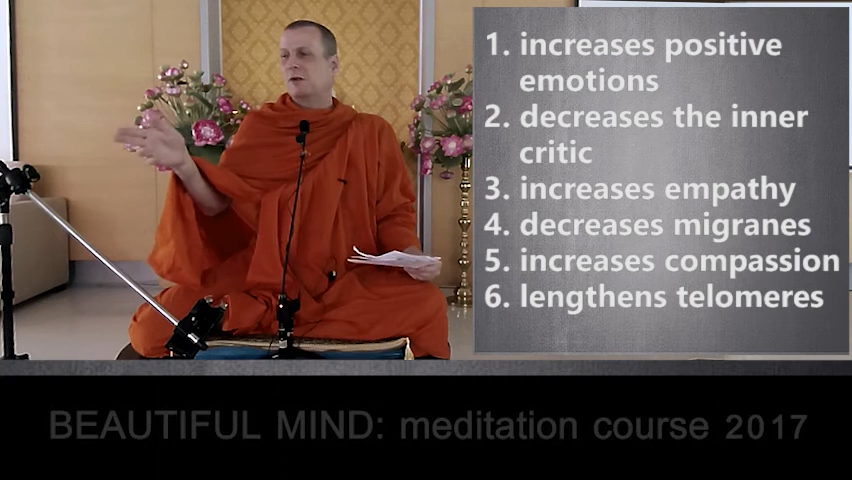 1. increases positive
emotions
2. decreases the inner
critic
3. increases empathy
4. decreases migranes
5. increases compassion
6. lengthens telomeres
BEAUTIFUL MIND: meditation course 2017